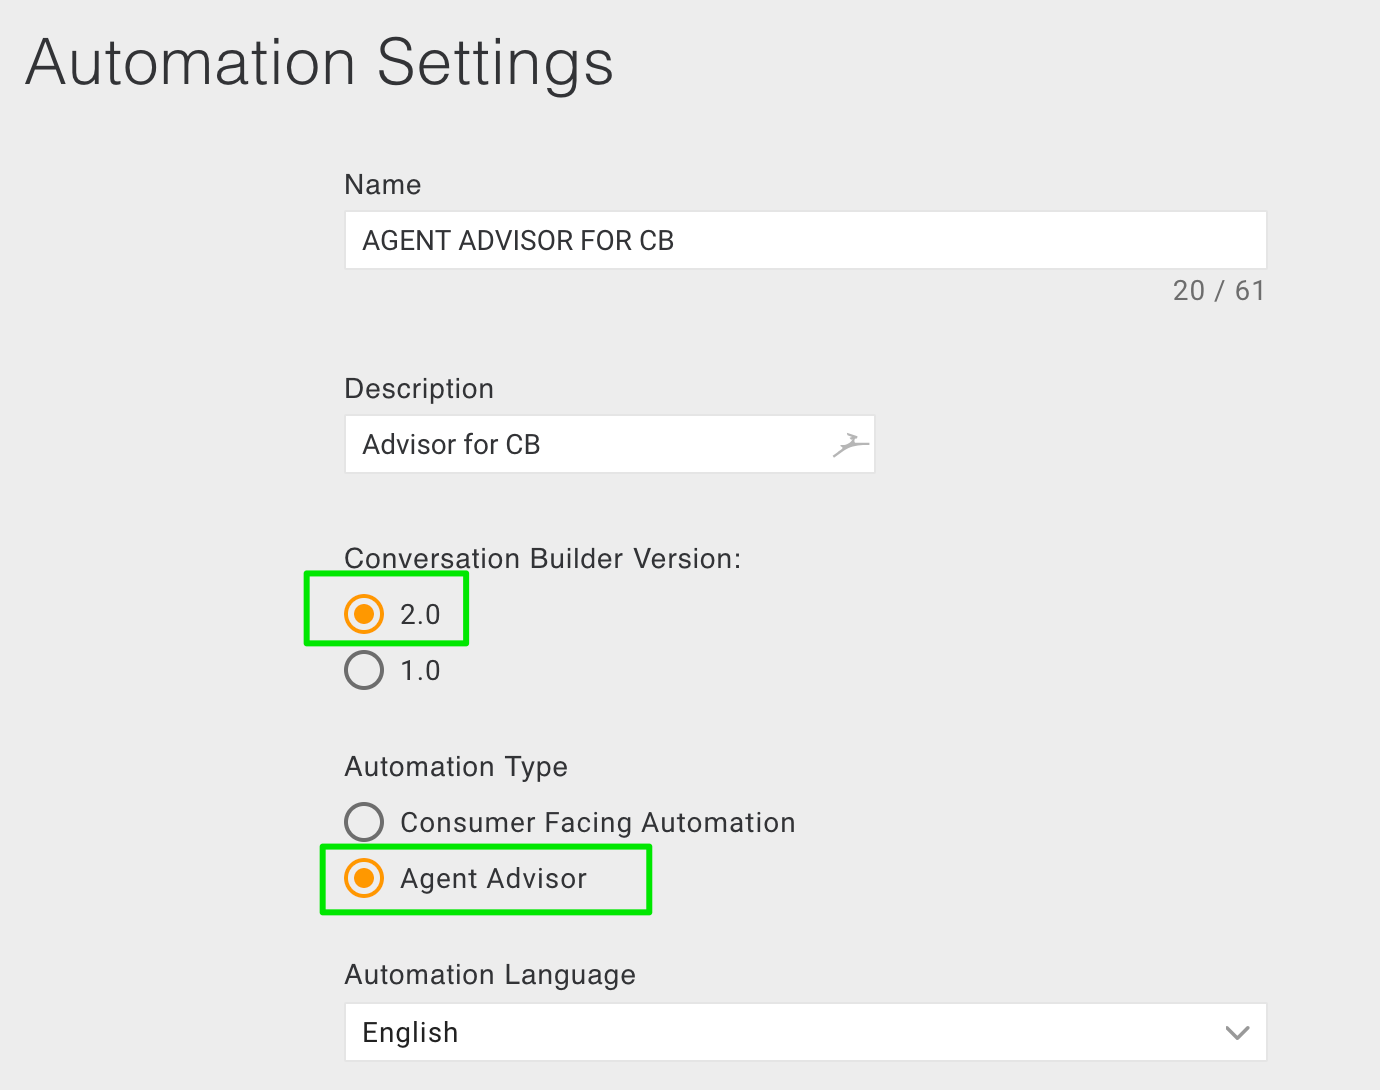 Automation Settings
Name
AGENT ADVISOR FOR CB
20 / 61
Description
Advisor for CB
Conversation Builder Version:
2.0
1.0
Automation Type
Consumer Facing Automation
Agent Advisor
Automation Language
English